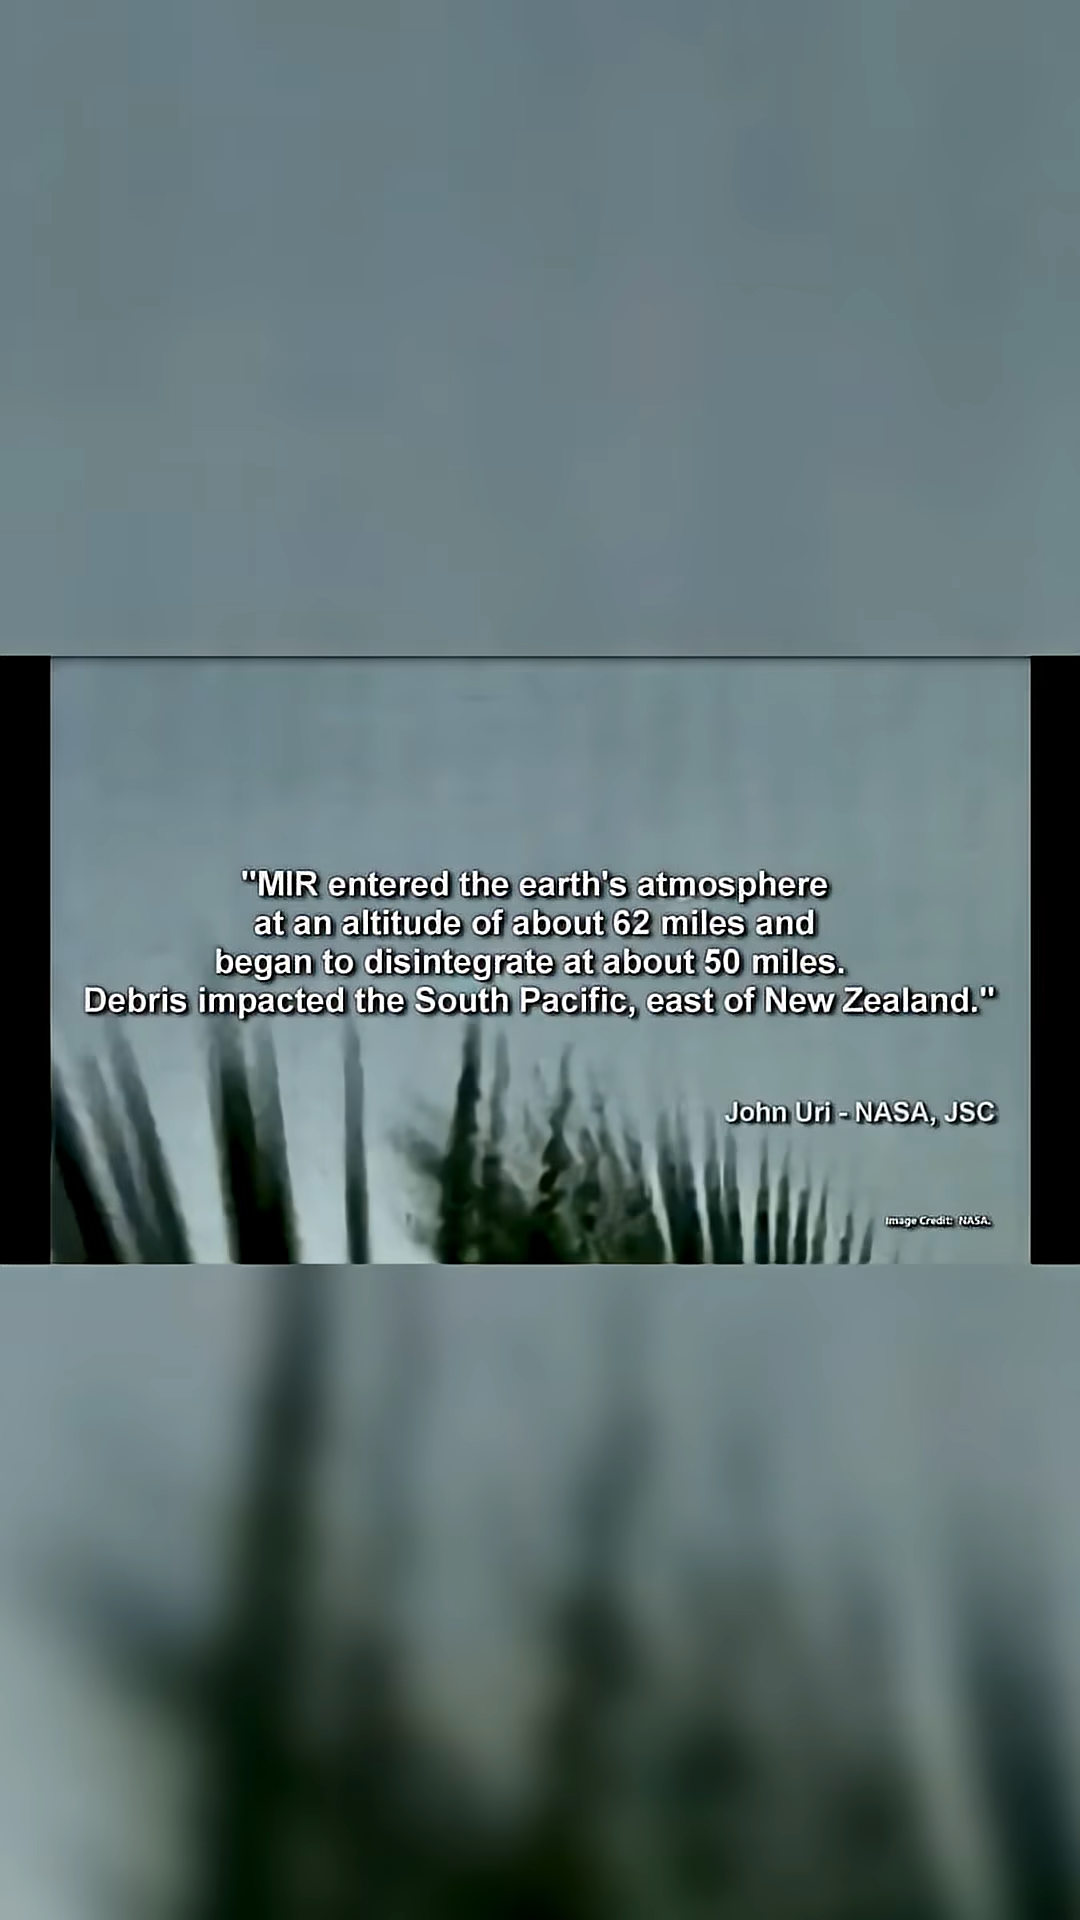 "MIR entered the earth's atmosphere
at an altitude of about 62 miles and
began to disintegrate at about 50 miles.
Debris impacted the South Pacific, east of New Zealand."
John Uri - NASA, JSC
Image Credit: NASA.